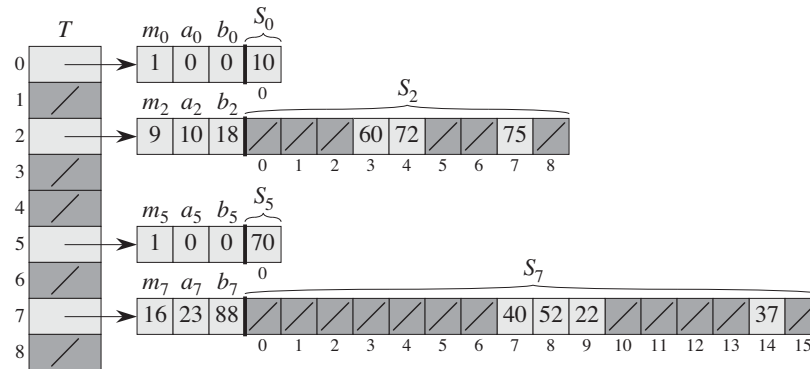 T
m0 a0 b0 S0
0 1 0 0 10
0
1
m2 a2 b2 S2
2 9 10 18 60 72 75
0 1 2 3 4 5 6 7 8
3
4
m5 a5 b5 S5
5 1 0 0 70
0
6
m7 a7 b7 S7
7 16 23 88 40 52 22 37
0 1 2 3 4 5 6 7 8 9 10 11 12 13 14 15
8